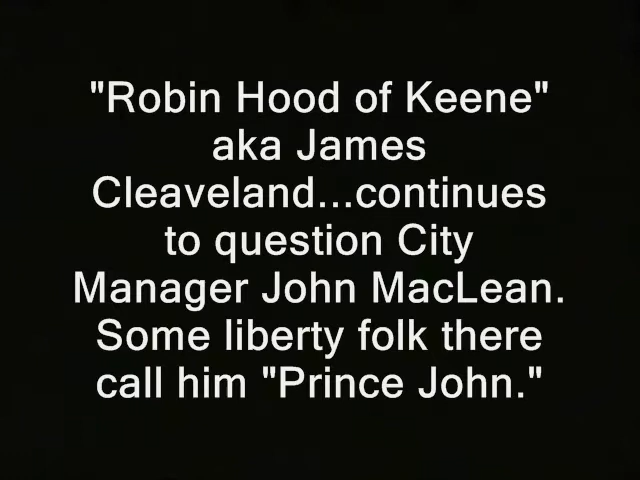 "Robin Hood of Keene"
aka James
Cleaveland...continues
to question City
Manager John MacLean.
Some liberty folk there
call him "Prince John."